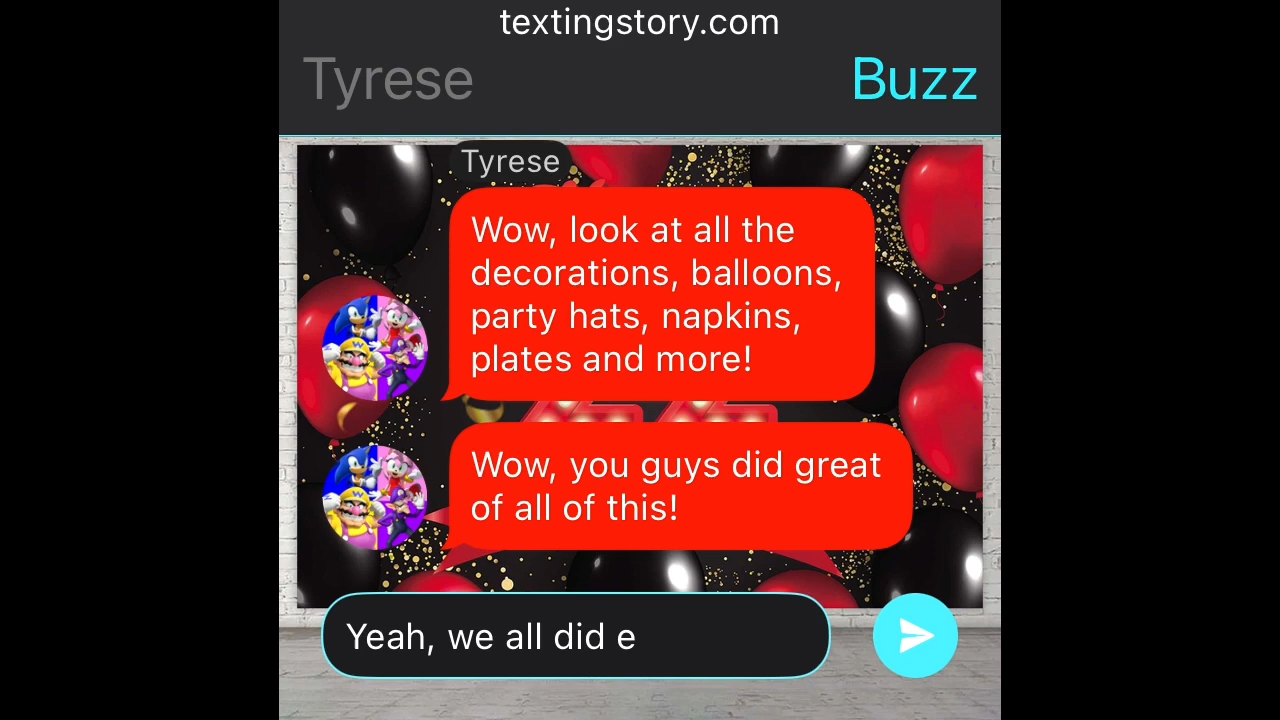 textingstory.com
Tyrese
Buzz
Tyrese
Wow, look at all the
decorations, balloons,
party hats, napkins,
plates and more!
Wow, you guys did great
of all of this!
Yeah, we all did e